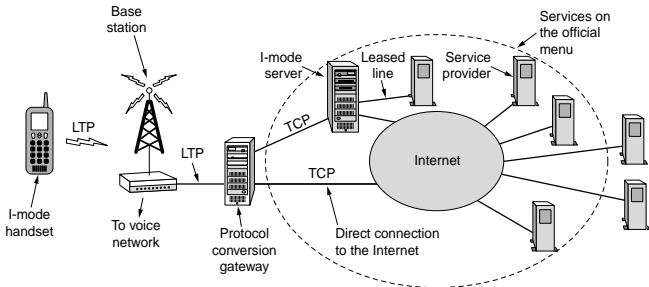 Base
station
Services on
the official
menu
I-mode
server
Leased
line
Service
provider
LTP
TCP
LTP
TCP
Internet
I-mode
handset
To voice
network
Protocol
conversion
gateway
Direct connection
to the Internet